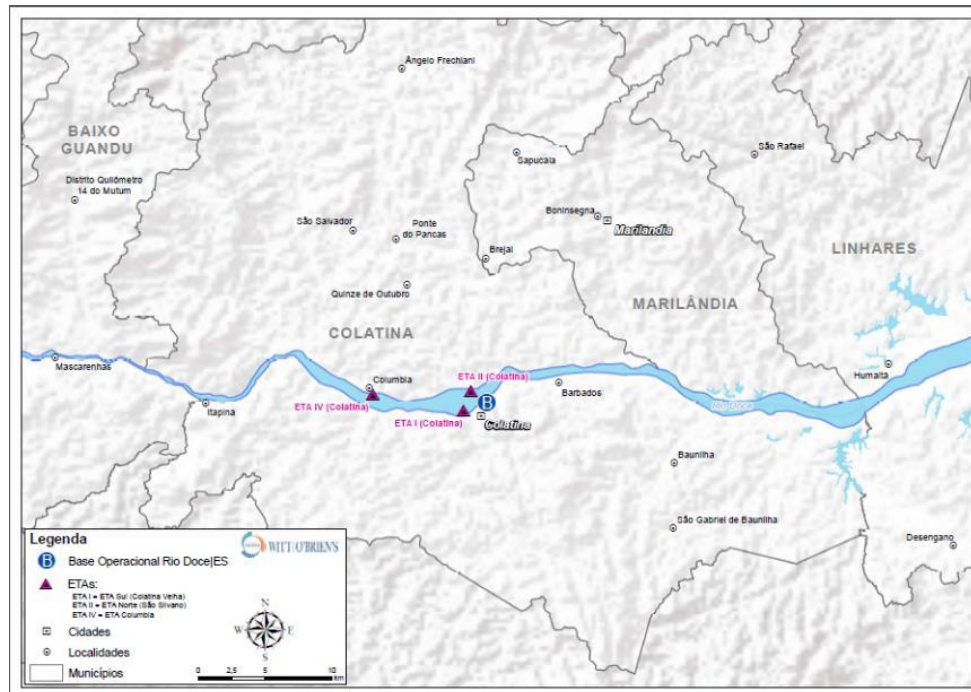 Ângelo Frechiani
BAIXO
GUANDU
Sapucaia
São Rafael
Distrito Quilômetro
14 do Mutum
Boninsegna
Marilandia
São Salvador
Ponte
do Pancas
Brejal
LINHARES
Quinze de Outubro
MARILÂNDIA
COLATINA
Mascarenhas
Humaitá
Columbia
ETA II (Colatina)
Barbados
Itapina
ETA IV (Colatina)
B
Rio Doce
ETA I (Colatina)
Colatina
Baunilha
São Gabriel de Baunilha
Desengano
Legenda
WITT|O'BRIEN'S
B Base Operacional Rio Doce|ES
ETAs:
ETA I = ETA Sul (Colatina Velha)
ETA II = ETA Norte (São Silvano)
ETA IV = ETA Columbia
Cidades
Localidades
Municípios
N
W E
S
0 2,5 5 10
km